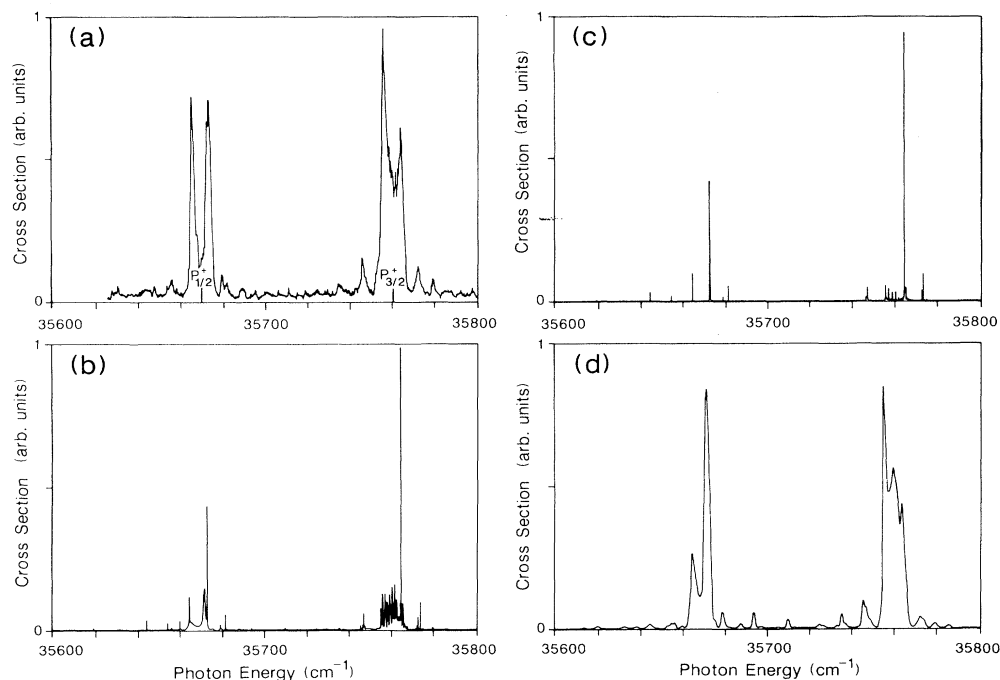 (a)
Cross Section (arb. units)
1
0
P+1/2
P+3/2
35600
35700
35800
(b)
Cross Section (arb. units)
1
0
35600
35700
35800
Photon Energy (cm−1)
(c)
Cross Section (arb. units)
1
0
35600
35700
35800
(d)
Cross Section (arb. units)
1
0
35600
35700
35800
Photon Energy (cm−1)